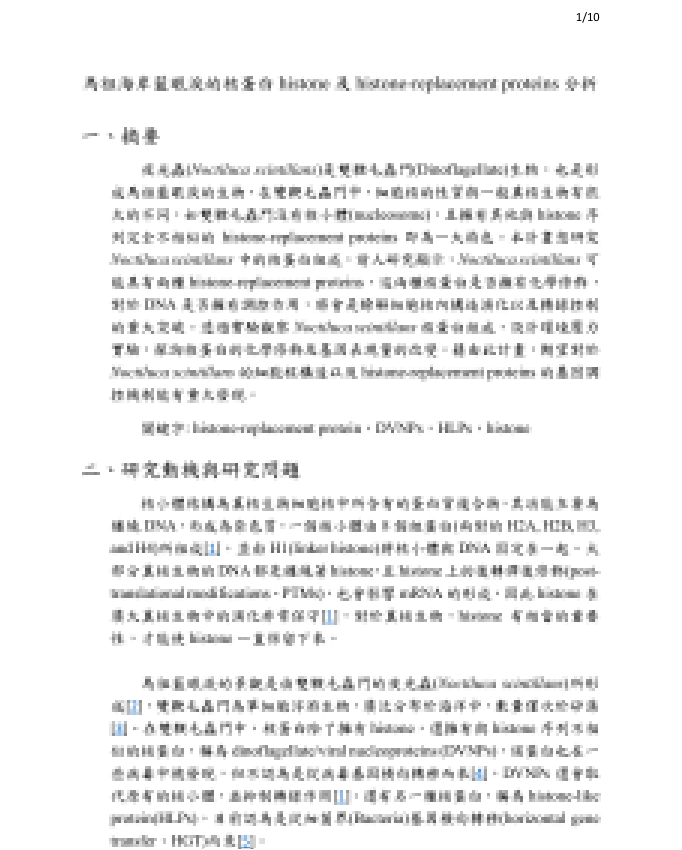 1/10
馬祖海岸藍眼淚的核蛋白 histone 及 histone-replacement proteins 分析
一、摘要
夜光蟲(Noctiluca scintillans)是雙鞭毛蟲門(Dinoflagellate)生物，也是形
成馬祖藍眼淚的生物，在雙鞭毛蟲門中，細胞核的性質與一般真核生物有很
大的不同，如雙鞭毛蟲門沒有核小體(nucleosome)，且擁有其他與 histone 序
列完全不相似的 histone-replacement proteins 即為一大特色。本計畫想研究
Noctiluca scintillans 中的核蛋白組成，前人研究顯示，Noctiluca scintillans 可
能具有兩種 histone-replacement proteins，這兩種核蛋白是否擁有化學修飾，
對於 DNA 是否擁有調控作用，將會是瞭解細胞核內構造演化以及轉錄控制
的重大突破。透過實驗觀察 Noctiluca scintillans 核蛋白組成，設計環境壓力
實驗，探詢核蛋白的化學修飾及基因表現量的改變。藉由此計畫，期望對於
Noctiluca scintillans 的細胞核構造以及 histone-replacement proteins 的基因調
控機制能有重大發現。
關鍵字: histone-replacement protein、DVNPs、HLPs、histone
二、研究動機與研究問題
核小體結構為真核生物細胞核中所含有的蛋白質複合物，其功能主要為
纏繞 DNA，形成為染色質。一個核小體由 8 個核蛋白(兩對的 H2A, H2B, H3,
and H4)所組成[1]，並由 H1(linker histone)將核小體與 DNA 固定在一起。大
部分真核生物的 DNA 都是纏繞著 histone，且 histone 上的後轉譯後修飾(post-
translational modifications，PTMs)，也會影響 mRNA 的形成，因此 histone 在
廣大真核生物中的演化非常保守[1]。對於真核生物，histone 有相當的重要
性，才能使 histone 一直保留下來。
馬祖藍眼淚的景觀是由雙鞭毛蟲門的夜光蟲(Noctiluca scintillans)所形
成[2]，雙鞭毛蟲門為單細胞浮游生物，廣泛分布於海洋中，數量僅次於矽藻
[3]。在雙鞭毛蟲門中，核蛋白除了擁有 histone，還擁有與 histone 序列不相
似的核蛋白，稱為 dinoflagellate/viral nucleoproteins(DVNPs)，該蛋白也在一
些病毒中被發現，但不認為是從病毒基因橫向轉移而來[4]。DVNPs 還會取
代原有的核小體，並抑制轉錄作用[1]，還有另一種核蛋白，稱為 histone-like
protein(HLPs)，目前認為是從細菌界(Bacteria)基因橫向轉移(horizontal gene
transfer，HGT)而來[5]。